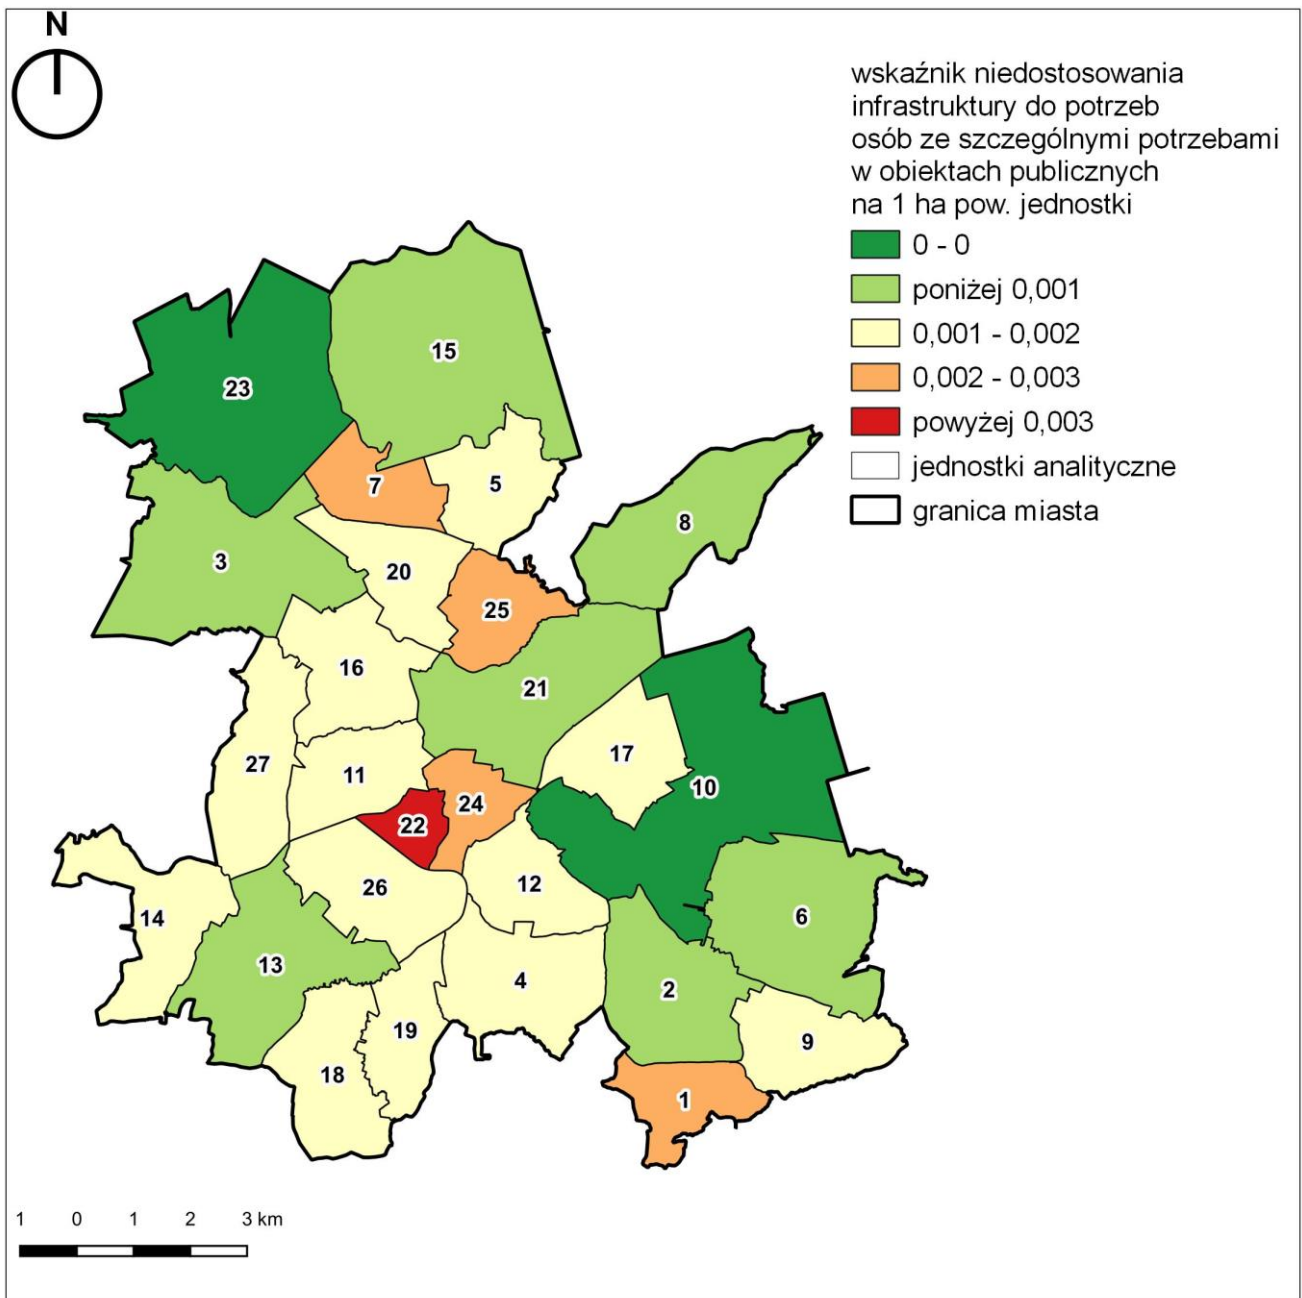 N
wskaźnik niedostosowania
infrastruktury do potrzeb
osób ze szczególnymi potrzebami
w obiektach publicznych
na 1 ha pow. jednostki
0 - 0
poniżej 0,001
0,001 - 0,002
0,002 - 0,003
powyżej 0,003
jednostki analityczne
granica miasta
15
23
7
5
8
3
20
25
16
21
17
27
11
10
24
22
26
12
14
6
13
4
2
19
9
18
1
1 0 1 2 3 km